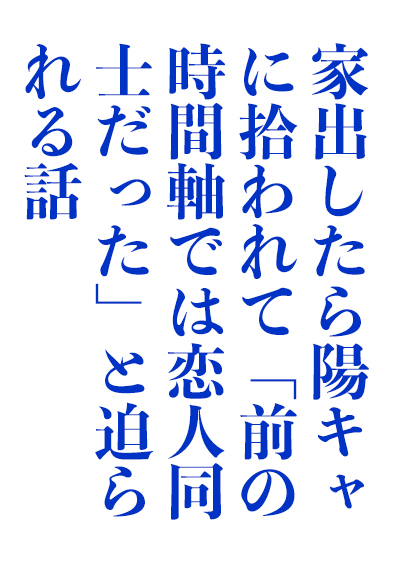 家出したら陽キャ
に拾われて「前の
時間軸では恋人同
士だった」と迫ら
れる話